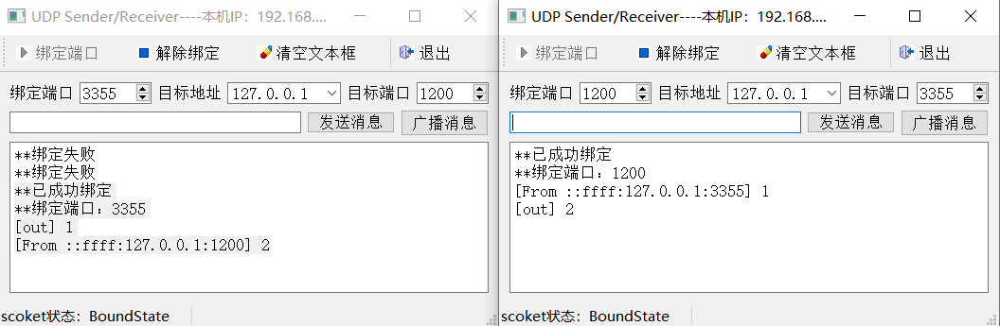 UDP Sender/Receiver----本机IP：192.168....
绑定端口 解除绑定 清空文本框 退出
绑定端口 3355 目标地址 127.0.0.1 目标端口 1200
发送消息 广播消息
**绑定失败
**绑定失败
**已成功绑定
**绑定端口：3355
[out] 1
[From ::ffff:127.0.0.1:1200] 2
scoket状态：BoundState
UDP Sender/Receiver----本机IP：192.168....
绑定端口 解除绑定 清空文本框 退出
绑定端口 1200 目标地址 127.0.0.1 目标端口 3355
发送消息 广播消息
**已成功绑定
**绑定端口：1200
[From ::ffff:127.0.0.1:3355] 1
[out] 2
scoket状态：BoundState